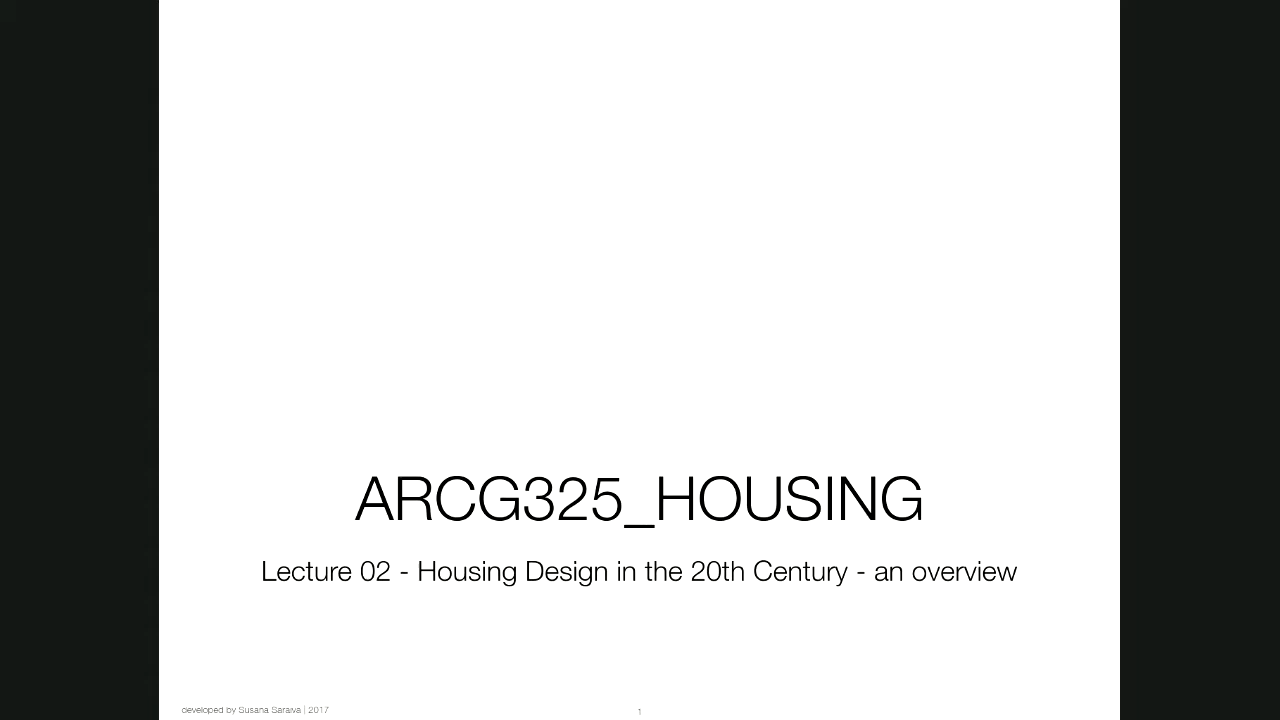 ARCG325_HOUSING
Lecture 02 - Housing Design in the 20th Century - an overview
developed by Susana Saraiva | 2017
1